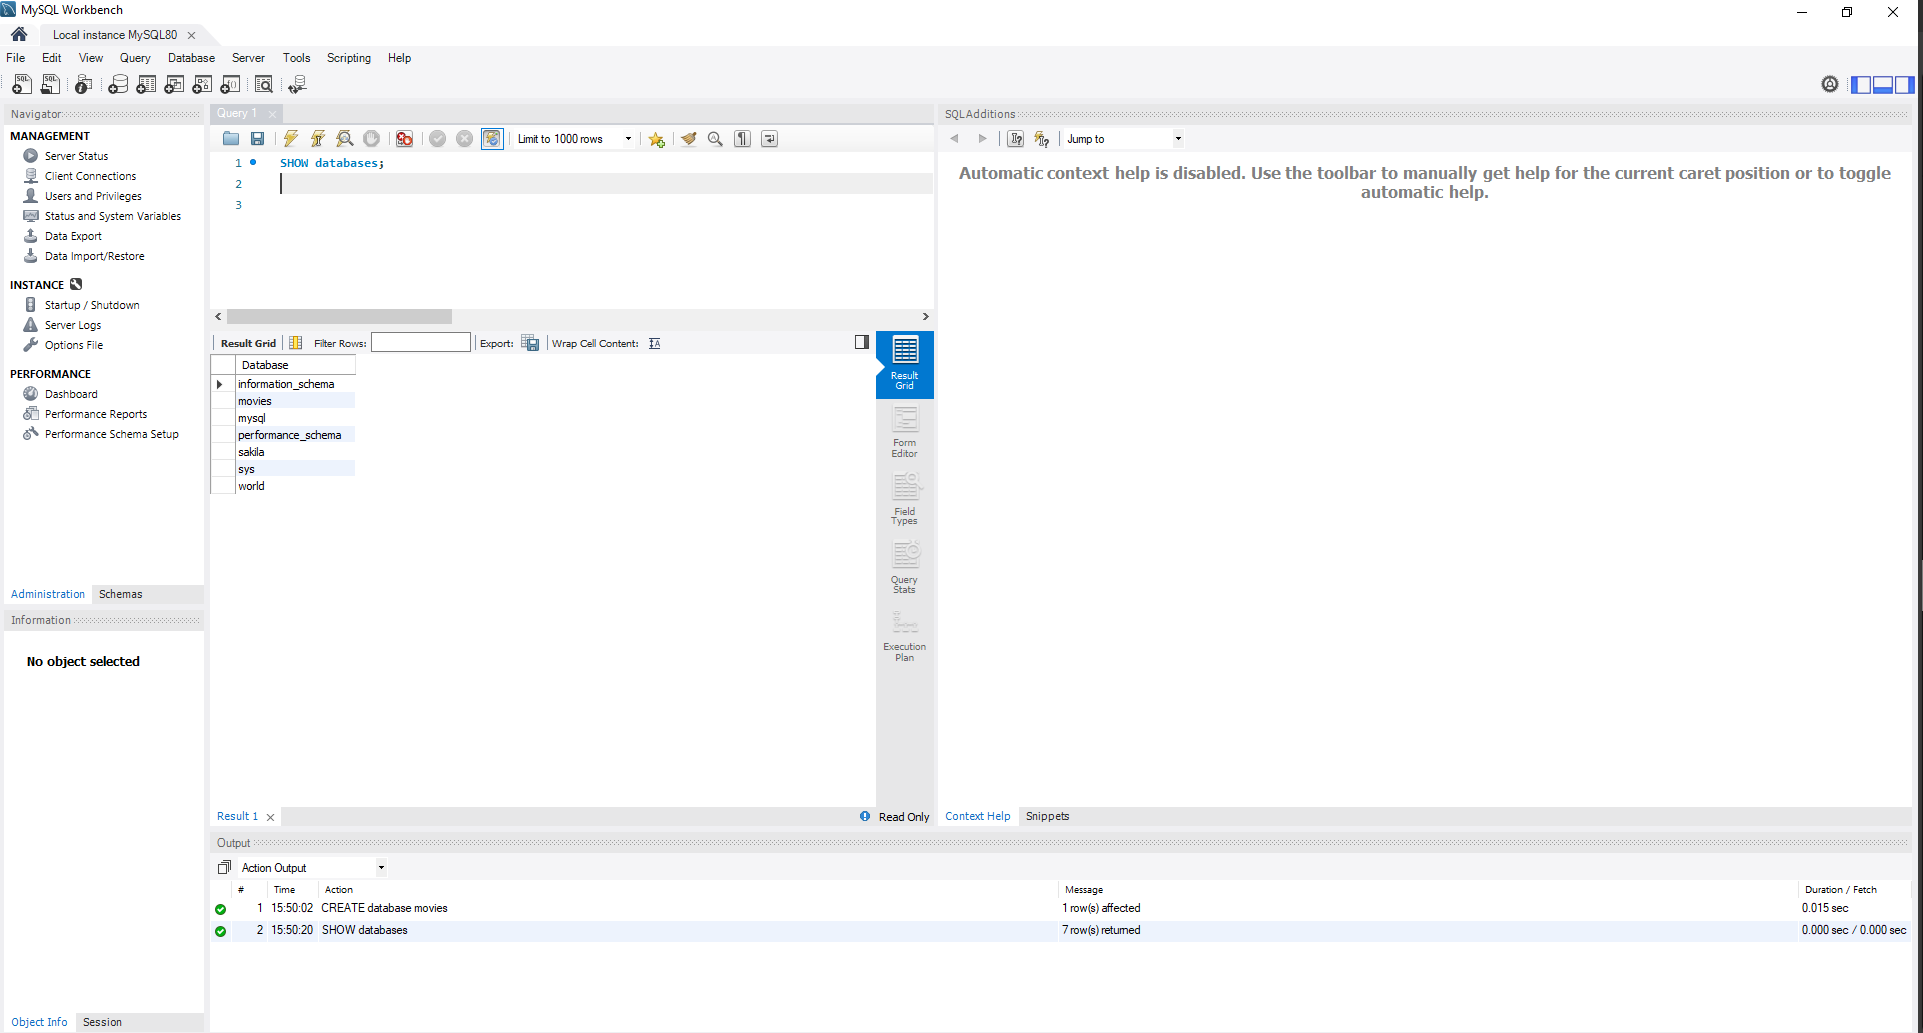 MySQL Workbench
Local instance MySQL80
File Edit View Query Database Server Tools Scripting Help
Navigator
MANAGEMENT
Server Status
Client Connections
Users and Privileges
Status and System Variables
Data Export
Data Import/Restore
INSTANCE
Startup / Shutdown
Server Logs
Options File
PERFORMANCE
Dashboard
Performance Reports
Performance Schema Setup
Administration Schemas
Information
No object selected
Object Info Session
Query 1
Limit to 1000 rows
1 SHOW databases;
2
3
Result Grid Filter Rows: Export: Wrap Cell Content:
Database
information_schema
movies
mysql
performance_schema
sakila
sys
world
Result
Grid
Form
Editor
Field
Types
Query
Stats
Execution
Plan
Result 1 Read Only
SQLAdditions
Jump to
Automatic context help is disabled. Use the toolbar to manually get help for the current caret position or to toggle
automatic help.
Context Help Snippets
Output
Action Output
# Time Action Message Duration / Fetch
1 15:50:02 CREATE database movies 1 row(s) affected 0.015 sec
2 15:50:20 SHOW databases 7 row(s) returned 0.000 sec / 0.000 sec